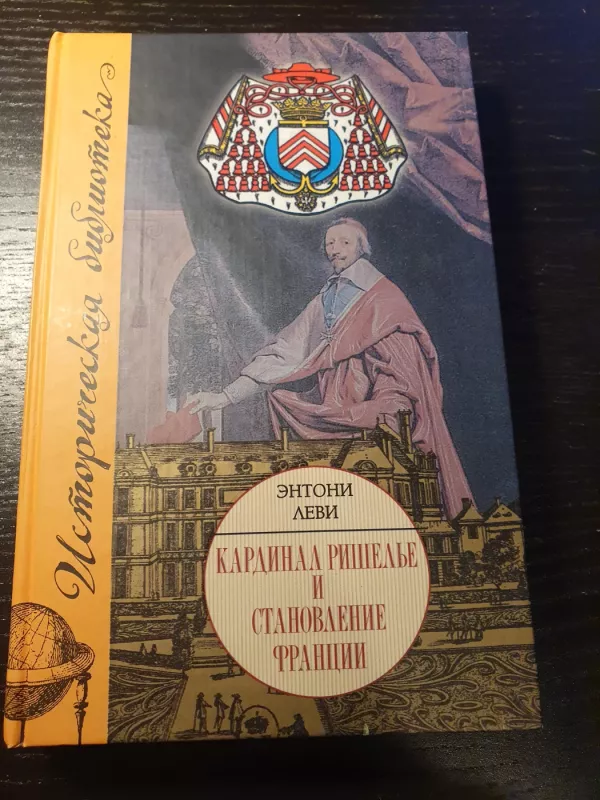 Историческая библиотека
ЭНТОНИ
ЛЕВИ
КАРДИНАЛ РИШЕЛЬЕ
И
СТАНОВЛЕНИЕ
ФРАНЦИИ